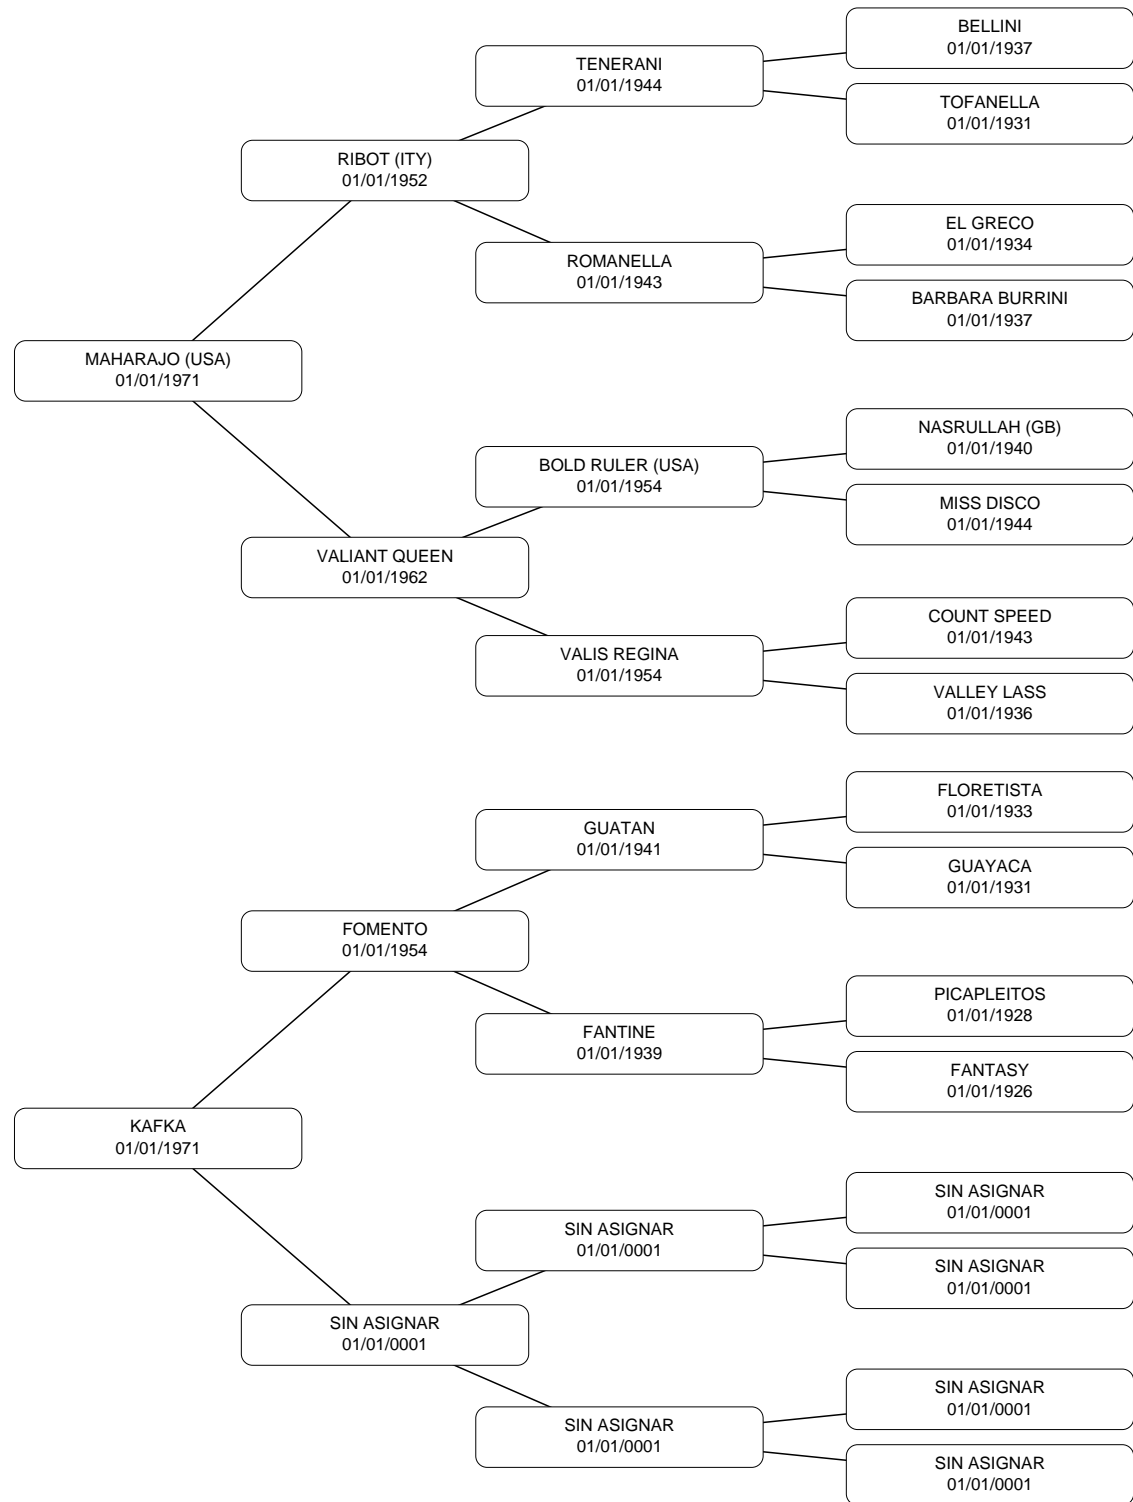 BELLINI
01/01/1937
TENERANI
01/01/1944
TOFANELLA
01/01/1931
RIBOT (ITY)
01/01/1952
EL GRECO
01/01/1934
ROMANELLA
01/01/1943
BARBARA BURRINI
01/01/1937
MAHARAJO (USA)
01/01/1971
NASRULLAH (GB)
01/01/1940
BOLD RULER (USA)
01/01/1954
MISS DISCO
01/01/1944
VALIANT QUEEN
01/01/1962
COUNT SPEED
01/01/1943
VALIS REGINA
01/01/1954
VALLEY LASS
01/01/1936
FLORETISTA
01/01/1933
GUATAN
01/01/1941
GUAYACA
01/01/1931
FOMENTO
01/01/1954
PICAPLEITOS
01/01/1928
FANTINE
01/01/1939
FANTASY
01/01/1926
KAFKA
01/01/1971
SIN ASIGNAR
01/01/0001
SIN ASIGNAR
01/01/0001
SIN ASIGNAR
01/01/0001
SIN ASIGNAR
01/01/0001
SIN ASIGNAR
01/01/0001
SIN ASIGNAR
01/01/0001
SIN ASIGNAR
01/01/0001